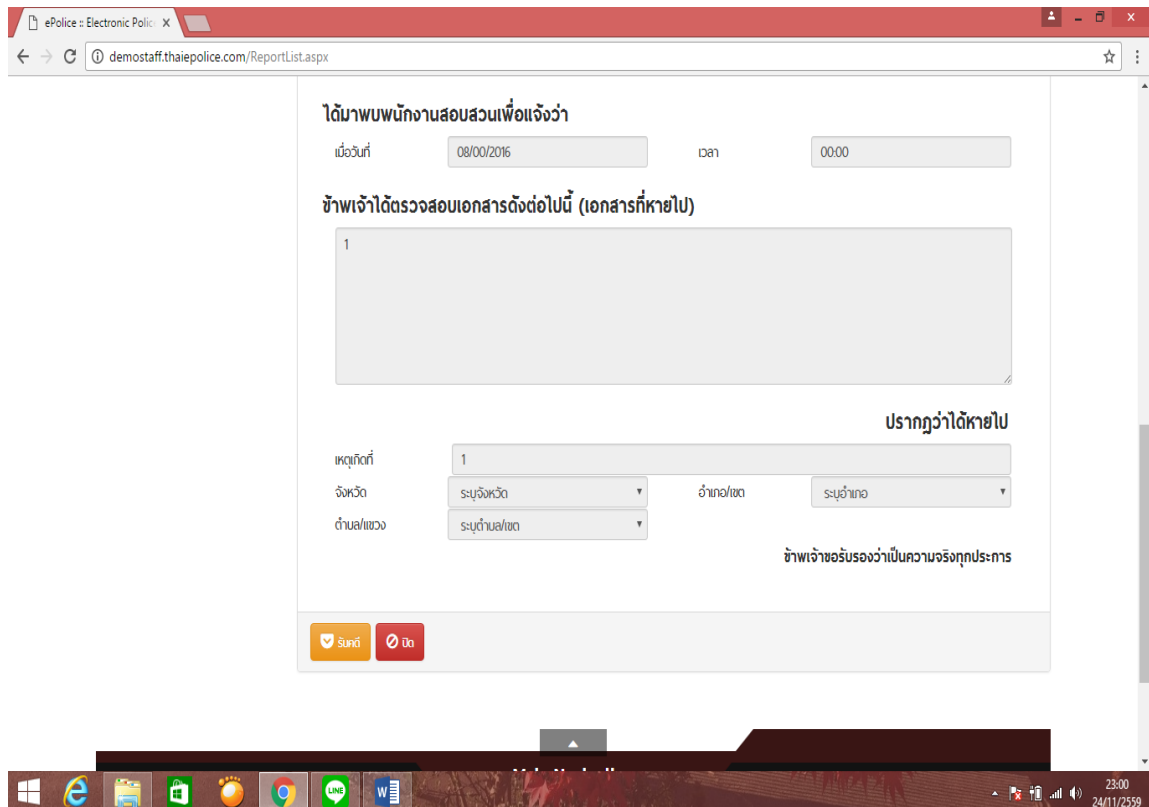 ePolice :: Electronic Polic
demostaff.thaiepolice.com/ReportList.aspx
ได้มาพบพนักงานสอบสวนเพื่อแจ้งว่า
เมื่อวันที่ 08/00/2016 เวลา 00:00
ข้าพเจ้าได้ตรวจสอบเอกสารดังต่อไปนี้ (เอกสารที่หายไป)
1
ปรากฏว่าได้หายไป
เหตุเกิดที่ 1
จังหวัด ระบุจังหวัด อำเภอ/เขต ระบุอำเภอ
ตำบล/แขวง ระบุตำบล/เขต
ข้าพเจ้าขอรับรองว่าเป็นความจริงทุกประการ
รับคดี ปิด
LINE
23:00
24/11/2559